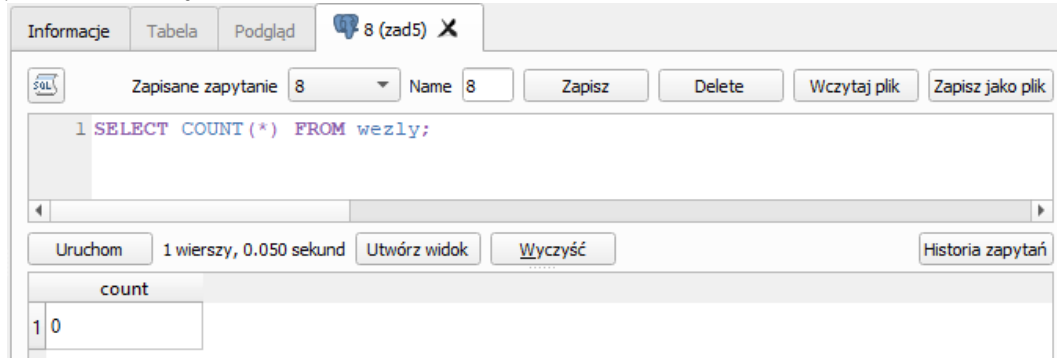 Informacje Tabela Podgląd 8 (zad5) X
SQL Zapisane zapytanie 8 Name 8 Zapisz Delete Wczytaj plik Zapisz jako plik
1 SELECT COUNT(*) FROM wezly;
Uruchom 1 wierszy, 0.050 sekund Utwórz widok Wyczyść Historia zapytań
count
1 0